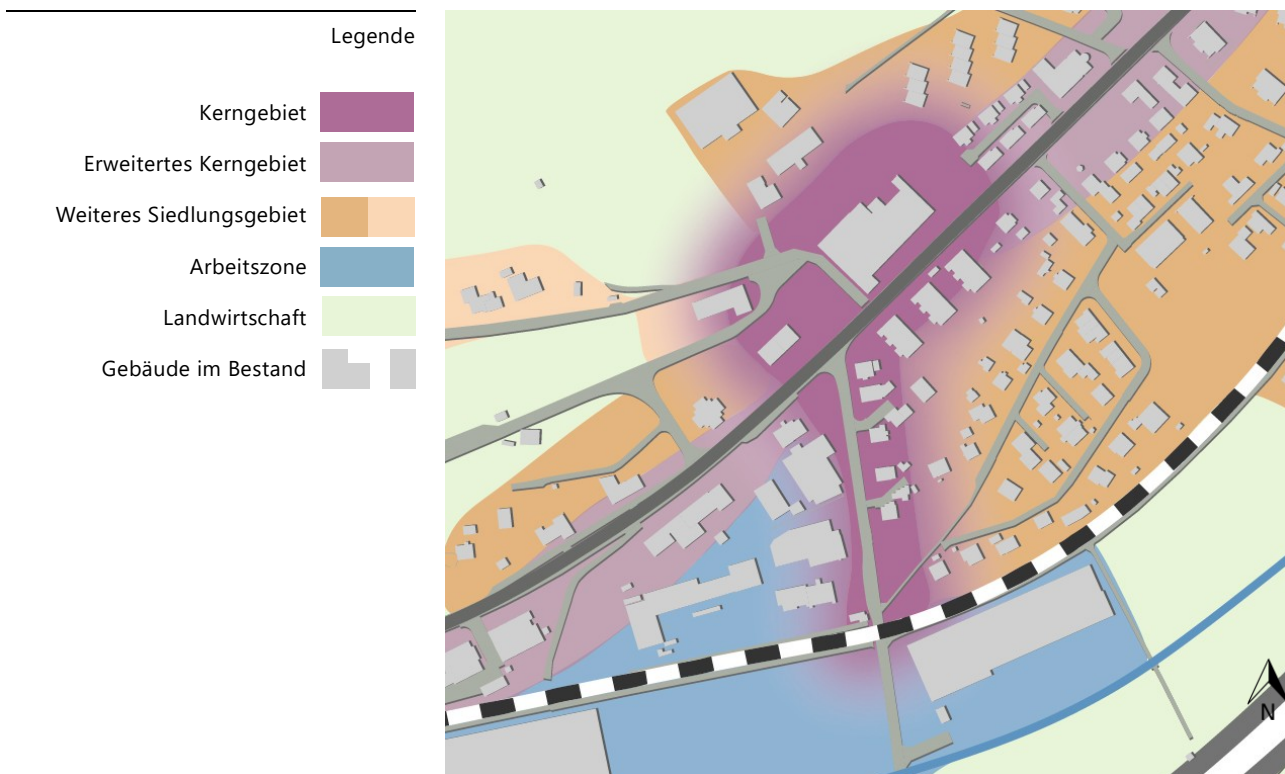 Legende
Kerngebiet
Erweitertes Kerngebiet
Weiteres Siedlungsgebiet
Arbeitszone
Landwirtschaft
Gebäude im Bestand
N